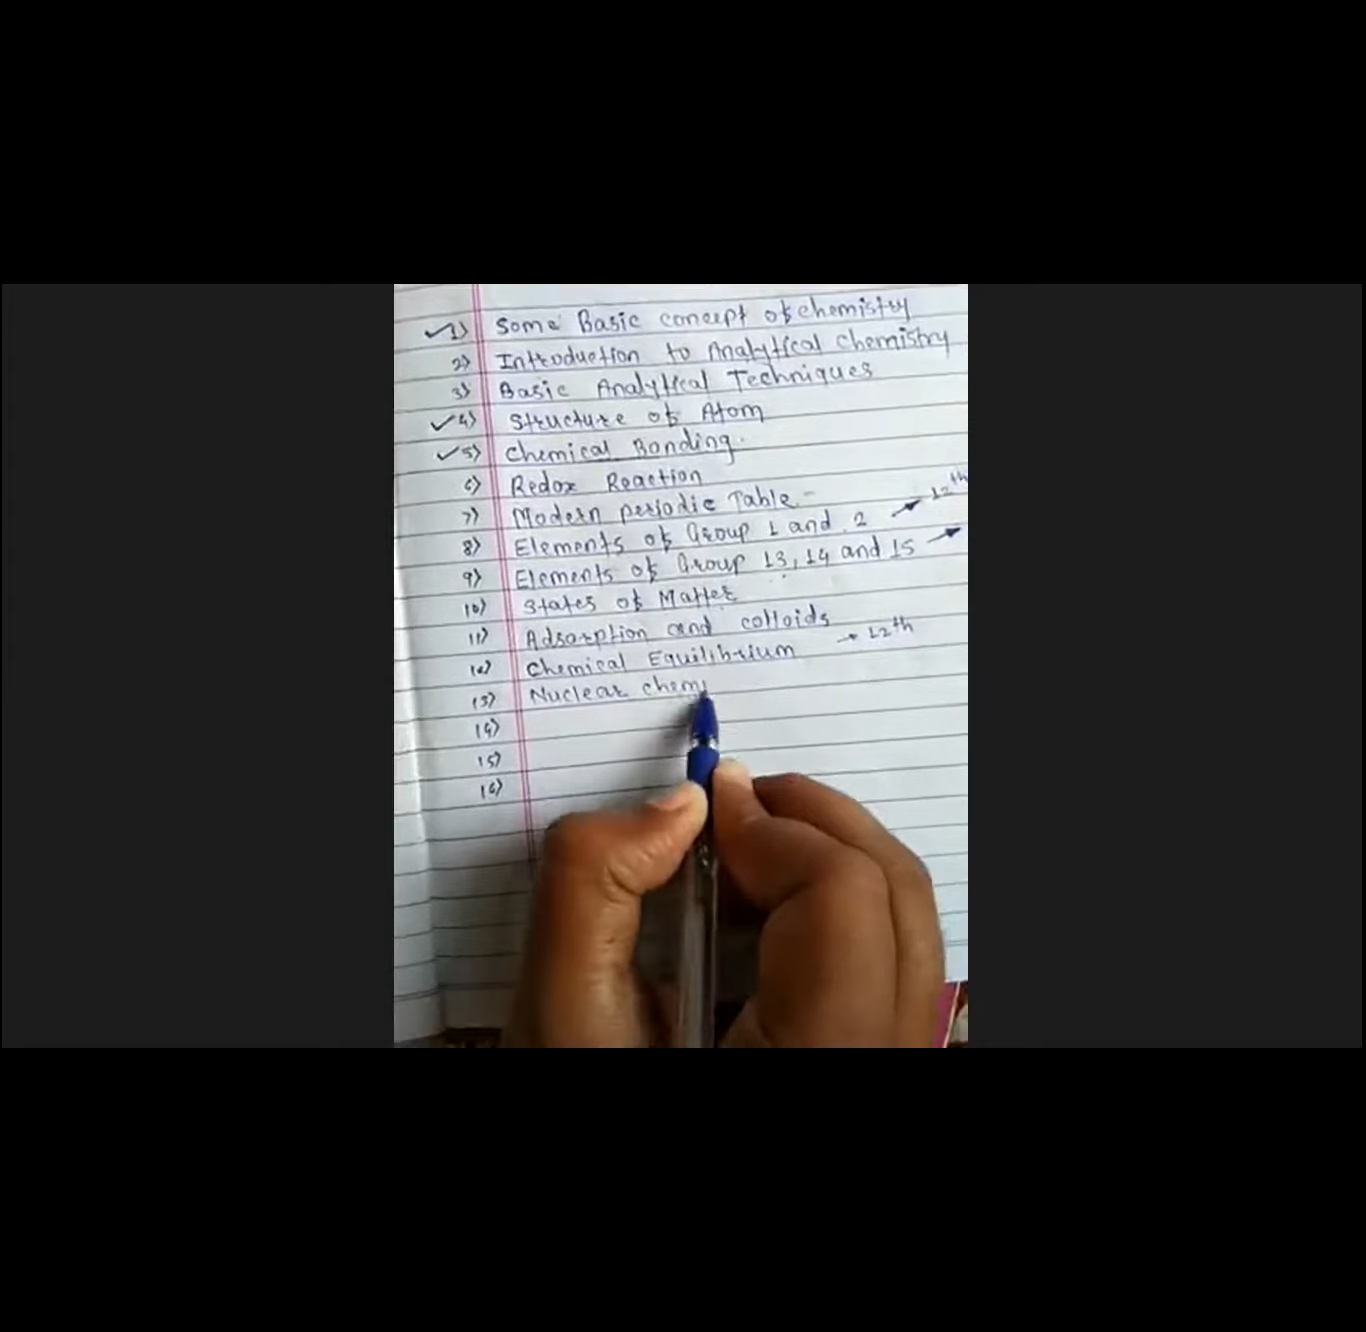 1) Some Basic concept of chemistry
2) Introduction to Analytical chemistry
3) Basic Analytical Techniques
4) Structure of Atom
5) Chemical Bonding.
6) Redox Reaction
7) Modern periodic Table -
8) Elements of Group 1 and 2 → 12th
9) Elements of Group 13, 14 and 15 →
10) States of Matter
11) Adsorption and colloids
12) Chemical Equilibrium → 12th
13) Nuclear chemi
14)
15)
16)